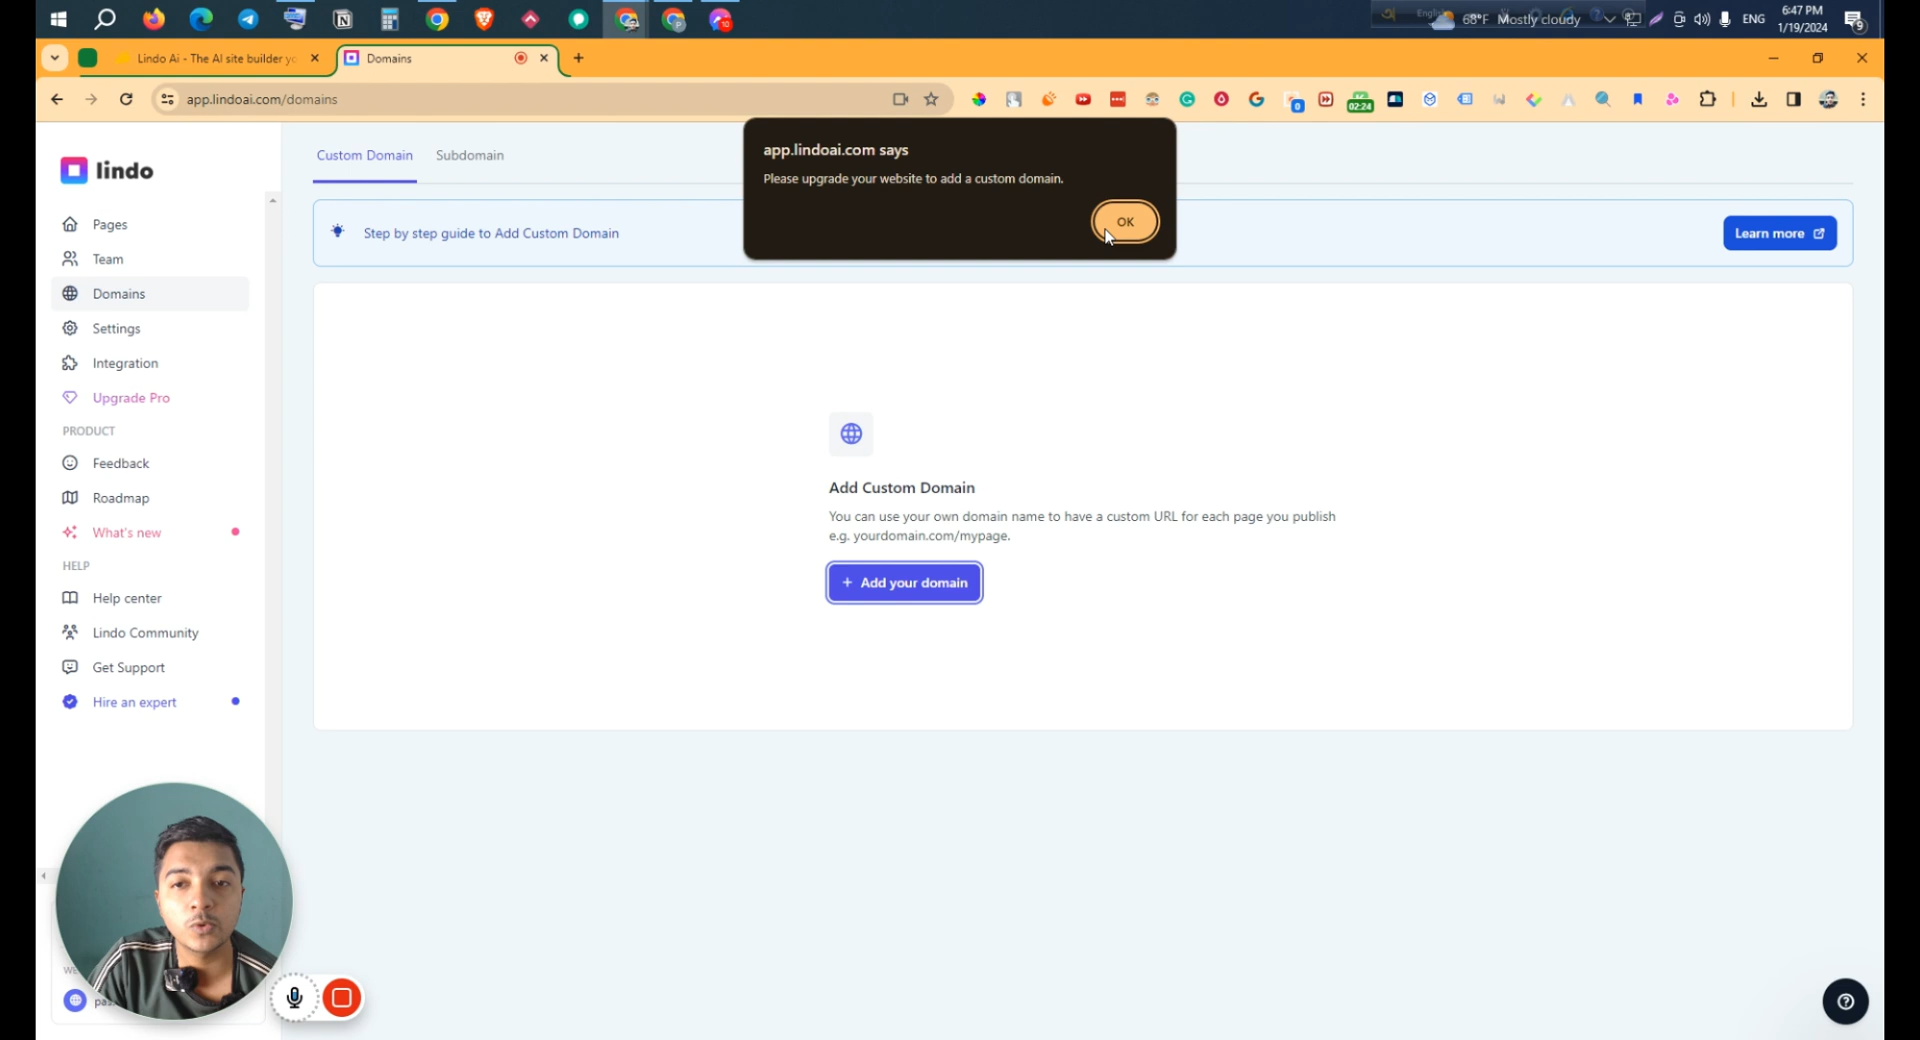 68°F Mostly cloudy
ENG
6:47 PM
1/19/2024
9
10
Lindo Ai - The AI site builder yo
Domains
app.lindoai.com/domains
0
02:24
lindo
Pages
Team
Domains
Settings
Integration
Upgrade Pro
PRODUCT
Feedback
Roadmap
What's new
HELP
Help center
Lindo Community
Get Support
Hire an expert
Custom Domain
Subdomain
app.lindoai.com says
Please upgrade your website to add a custom domain.
OK
Step by step guide to Add Custom Domain
Learn more
Add Custom Domain
You can use your own domain name to have a custom URL for each page you publish
e.g. yourdomain.com/mypage.
+ Add your domain